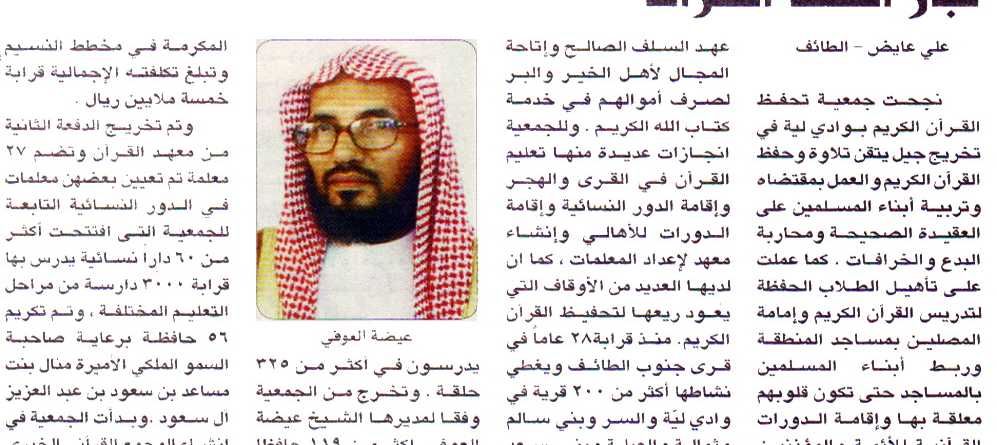 علي عايض - الطائف
نجحت جمعية تحفظ
القرآن الكريم بوادي لية في
تخريج جيل يتقن تلاوة وحفظ
القرآن الكريم والعمل بمقتضاه
وتربية أبناء المسلمين على
العقيدة الصحيحة ومحاربة
البدع والخرافات . كما عملت
على تأهيل الطلاب الحفظة
لتدريس القرآن الكريم وإمامة
المصلين بمساجد المنطقة
وربط أبناء المسلمين
بالمساجد حتى تكون قلوبهم
معلقة بها وإقامة الدورات
عهد السلف الصالح وإتاحة
المجال لأهل الخير والبر
لصرف أموالهم في خدمة
كتاب الله الكريم . وللجمعية
انجازات عديدة منها تعليم
القرآن في القرى والهجر
وإقامة الدور النسائية وإقامة
الدورات للأهالي وإنشاء
معهد لإعداد المعلمات ، كما ان
لديها العديد من الأوقاف التي
يعود ريعها لتحفيظ القرآن
الكريم. منذ قرابة ٢٨ عاماً في
قرى جنوب الطائف ويغطي
نشاطها أكثر من ٢٠٠ قرية في
وادي ليّة والسر وبني سالم
عيضة العوفي
يدرسون في أكثر من ٣٢٥
حلقة . وتخرج من الجمعية
وفقا لمديرها الشيخ عيضة
العوفي أكثر من ١١٩ حافظا
المكرمة في مخطط النسيم
وتبلغ تكلفته الإجمالية قرابة
خمسة ملايين ريال .
وتم تخريج الدفعة الثانية
من معهد القرآن وتضم ٢٧
معلمة تم تعيين بعضهن معلمات
في الدور النسائية التابعة
للجمعية التي افتتحت أكثر
من ٦٠ داراً نسائية يدرس بها
قرابة ٣٠٠٠ دارسة من مراحل
التعليم المختلفة ، وتم تكريم
٥٦ حافظة برعاية صاحبة
السمو الملكي الأميرة منال بنت
مساعد بن سعود بن عبد العزيز
آل سعود .وبدأت الجمعية في